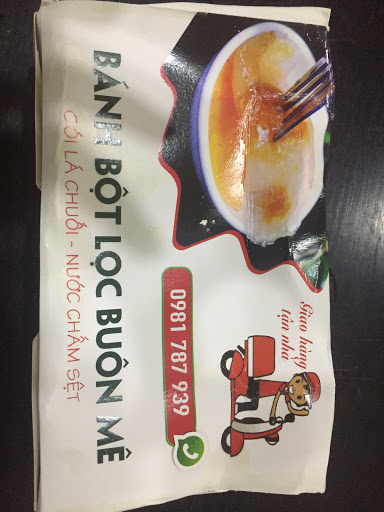 BÁNH BỘT LỌC BUÔN MÊ
GÓI LÁ CHUỐI - NƯỚC CHẤM SỆT
0981 787 939
Giao hàng
tận nhà